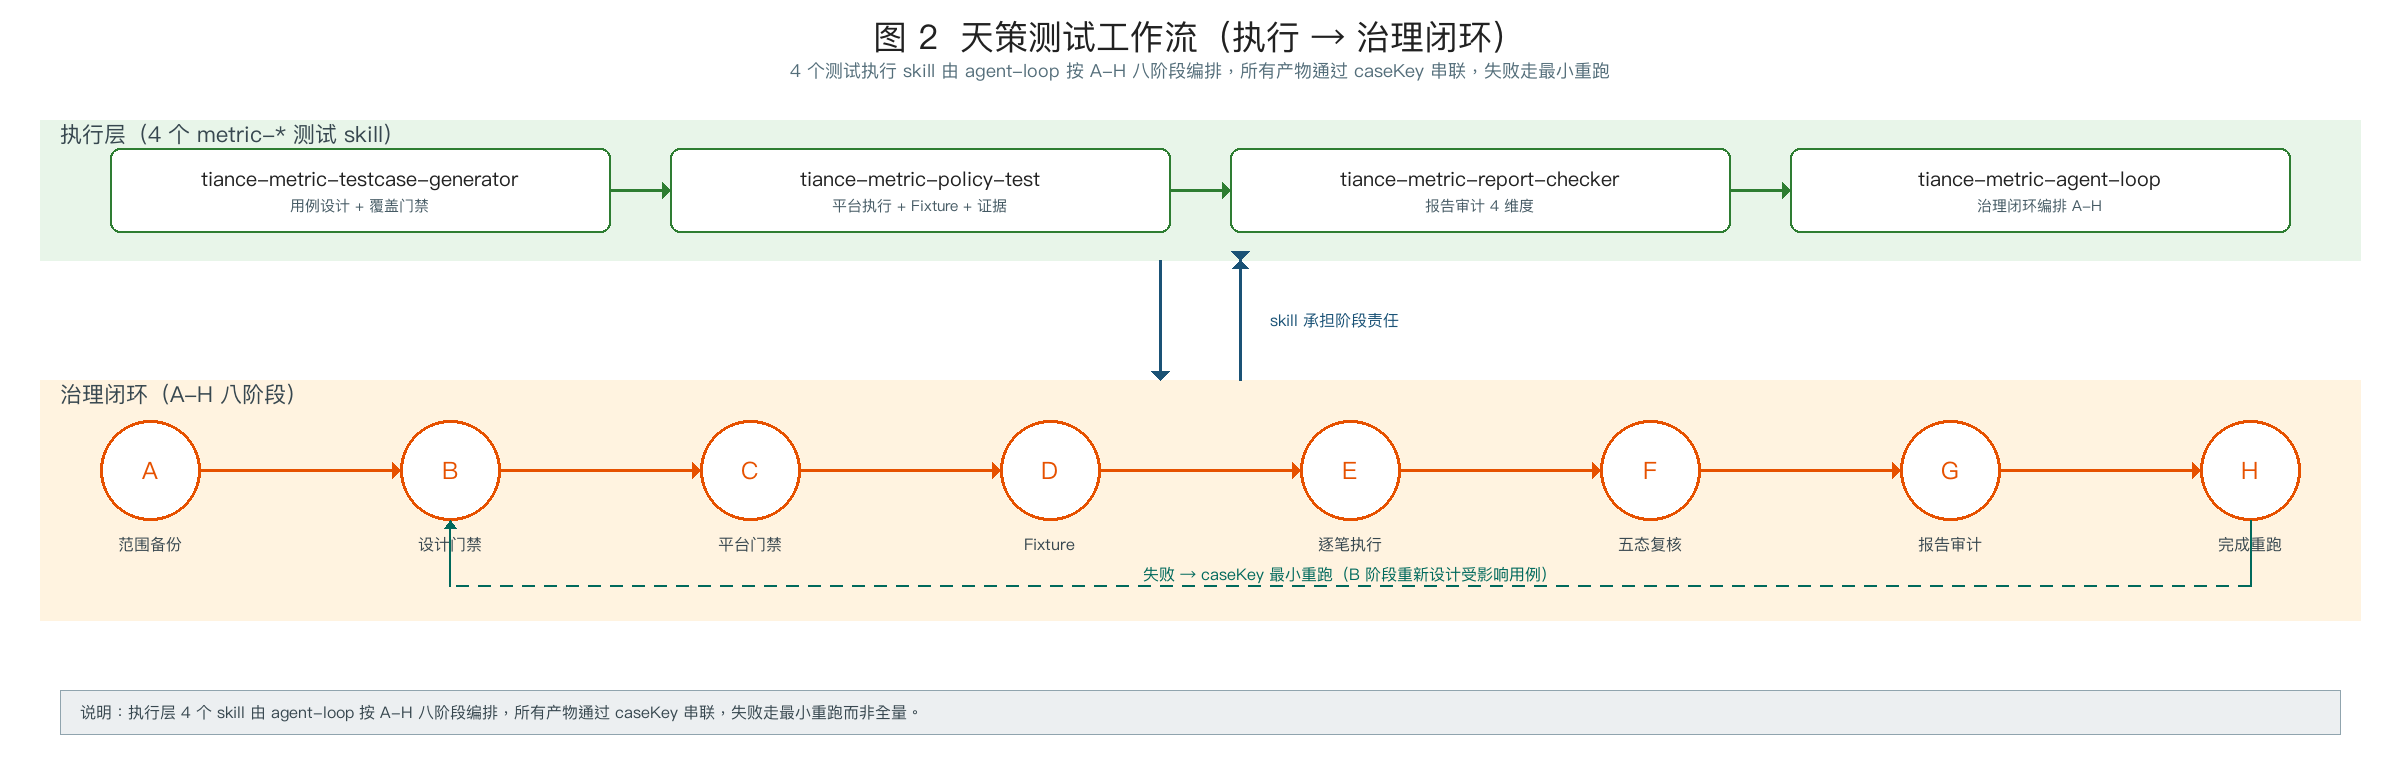 图 2 天策测试工作流（执行 → 治理闭环）
4 个测试执行 skill 由 agent-loop 按 A-H 八阶段编排，所有产物通过 caseKey 串联，失败走最小重跑
执行层（4 个 metric-* 测试 skill）
tiance-metric-testcase-generator
用例设计 + 覆盖门禁
tiance-metric-policy-test
平台执行 + Fixture + 证据
tiance-metric-report-checker
报告审计 4 维度
tiance-metric-agent-loop
治理闭环编排 A-H
skill 承担阶段责任
治理闭环（A-H 八阶段）
A
B
C
D
E
F
G
H
范围备份
设计门禁
平台门禁
Fixture
逐笔执行
五态复核
报告审计
完成重跑
失败 → caseKey 最小重跑（B 阶段重新设计受影响用例）
说明：执行层 4 个 skill 由 agent-loop 按 A-H 八阶段编排，所有产物通过 caseKey 串联，失败走最小重跑而非全量。